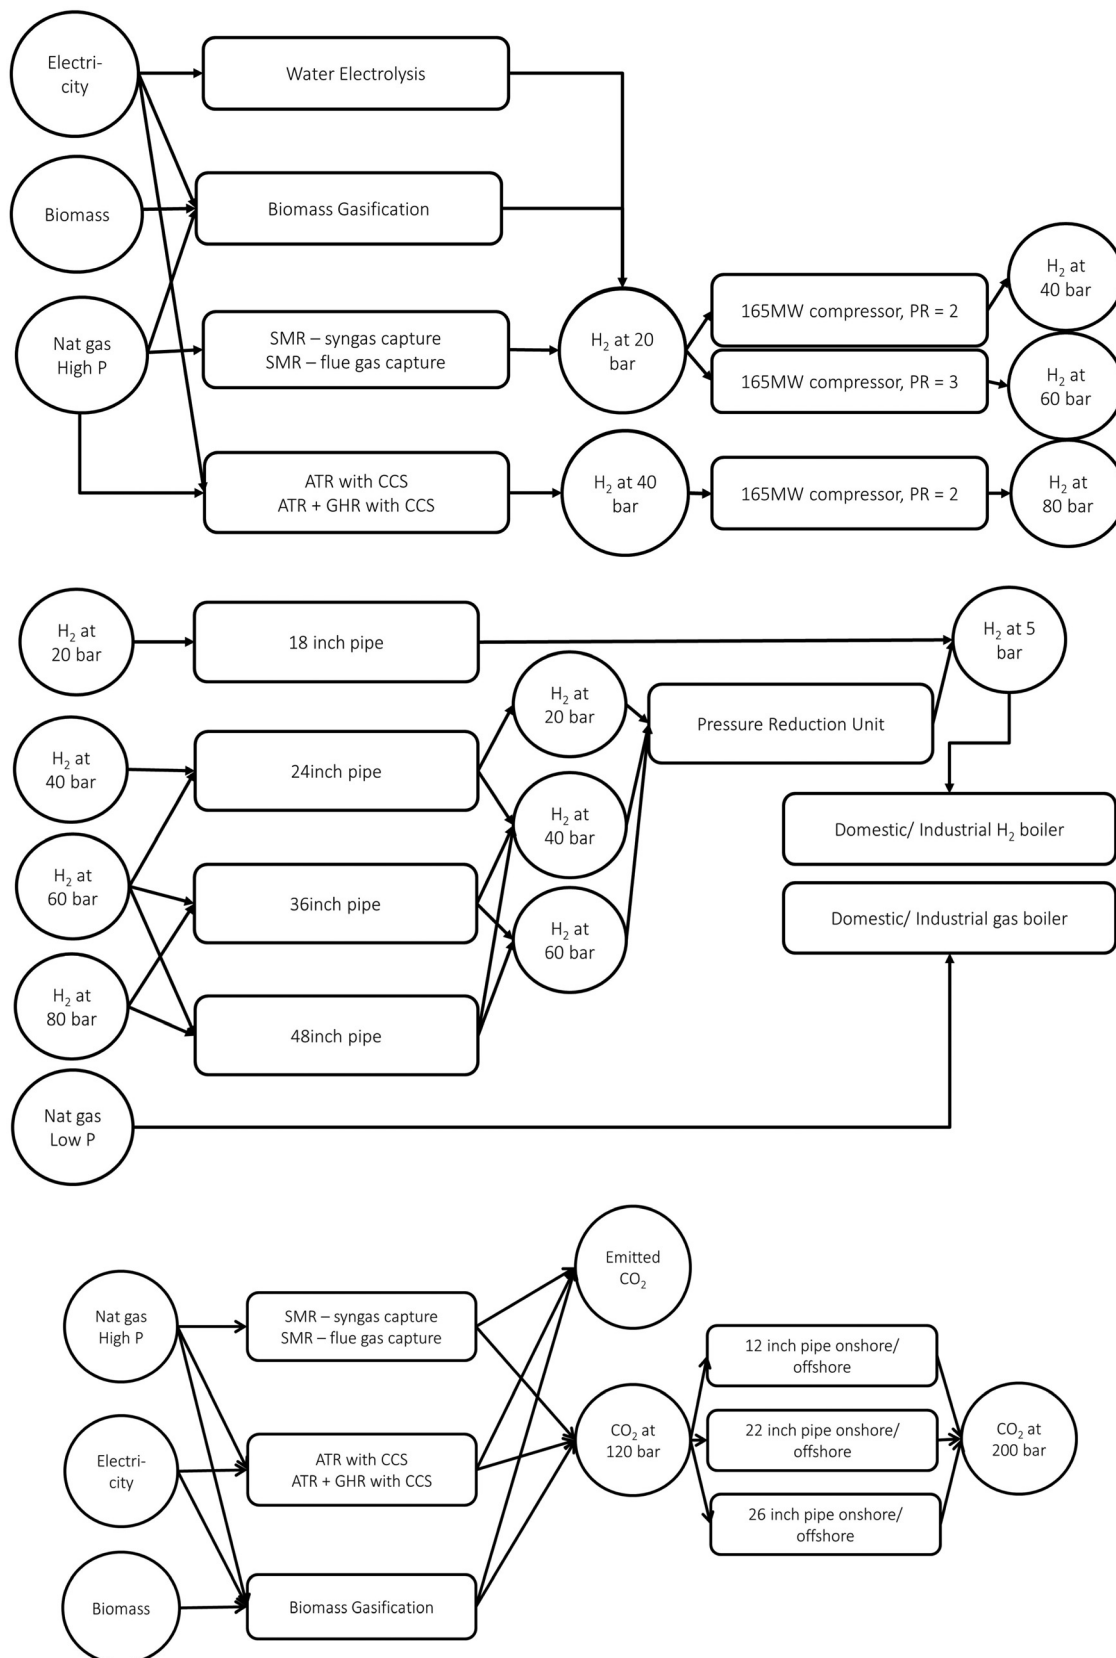 Electri-
city
Water Electrolysis
Biomass
Biomass Gasification
Nat gas
High P
SMR – syngas capture
SMR – flue gas capture
H₂ at 20
bar
165MW compressor, PR = 2
H₂ at
40 bar
165MW compressor, PR = 3
H₂ at
60 bar
ATR with CCS
ATR + GHR with CCS
H₂ at 40
bar
165MW compressor, PR = 2
H₂ at
80 bar
H₂ at
20 bar
18 inch pipe
H₂ at 5
bar
H₂ at
20 bar
Pressure Reduction Unit
H₂ at
40 bar
24inch pipe
H₂ at
40 bar
Domestic/ Industrial H₂ boiler
H₂ at
60 bar
36inch pipe
H₂ at
60 bar
Domestic/ Industrial gas boiler
H₂ at
80 bar
48inch pipe
Nat gas
Low P
Emitted
CO₂
Nat gas
High P
SMR – syngas capture
SMR – flue gas capture
12 inch pipe onshore/
offshore
CO₂ at
120 bar
22 inch pipe onshore/
offshore
CO₂ at
200 bar
Electri-
city
ATR with CCS
ATR + GHR with CCS
26 inch pipe onshore/
offshore
Biomass
Biomass Gasification